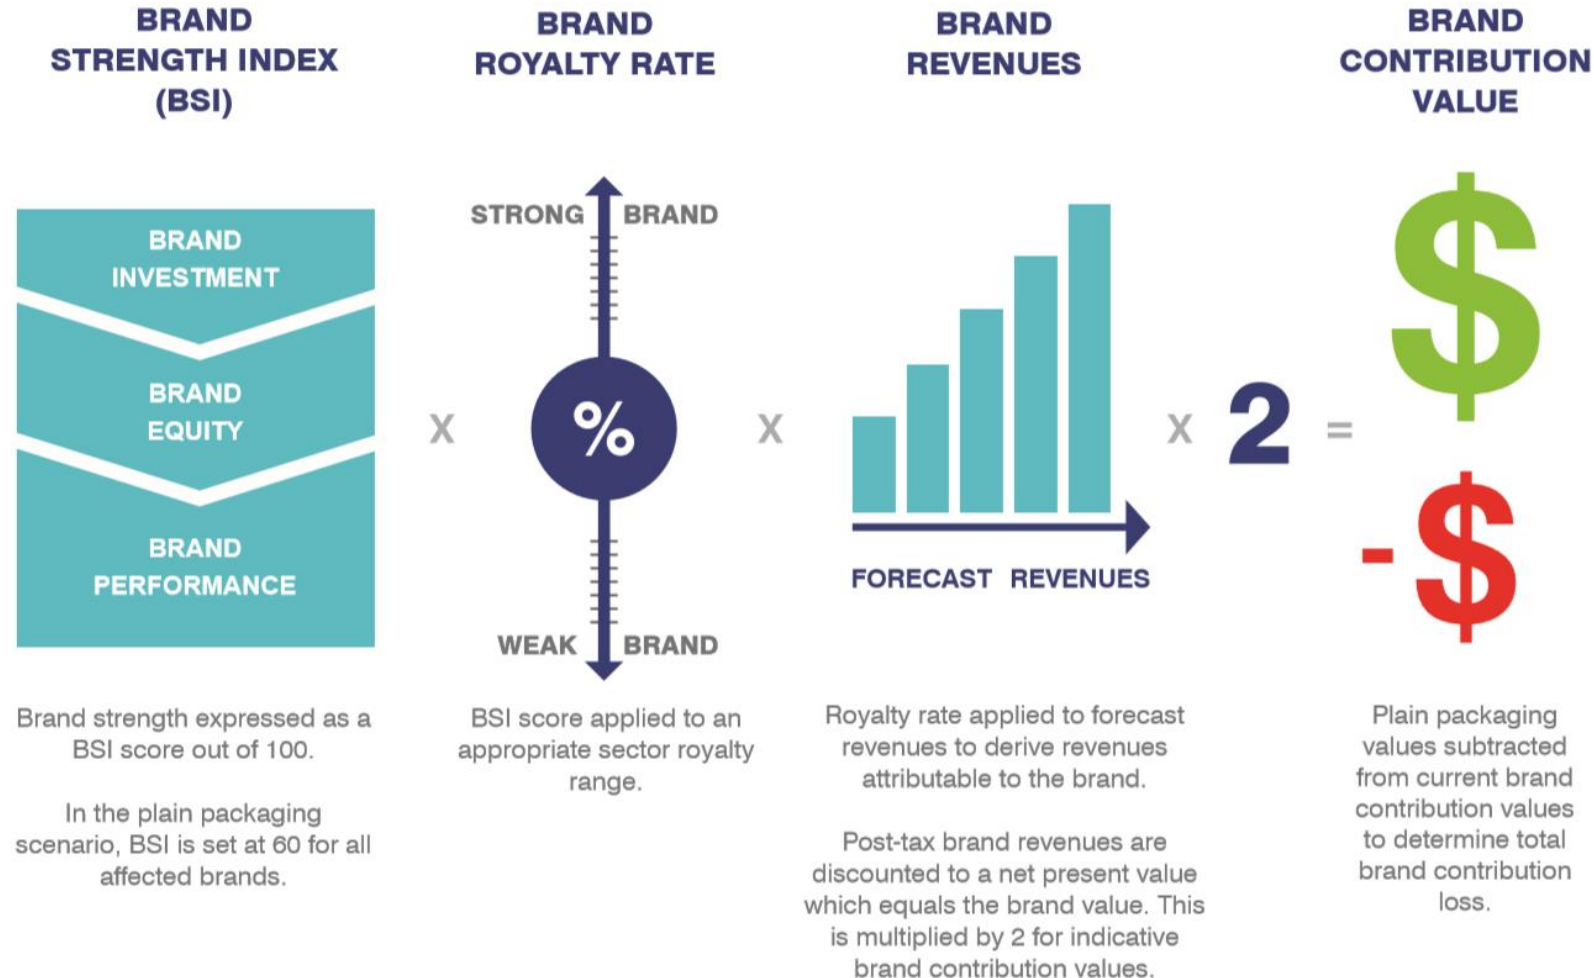 BRAND
STRENGTH INDEX
(BSI)
BRAND
INVESTMENT
BRAND
EQUITY
BRAND
PERFORMANCE
Brand strength expressed as a
BSI score out of 100.
In the plain packaging
scenario, BSI is set at 60 for all
affected brands.
X
BRAND
ROYALTY RATE
STRONG BRAND
%
WEAK BRAND
BSI score applied to an
appropriate sector royalty
range.
X
BRAND
REVENUES
FORECAST REVENUES
Royalty rate applied to forecast
revenues to derive revenues
attributable to the brand.
Post-tax brand revenues are
discounted to a net present value
which equals the brand value. This
is multiplied by 2 for indicative
brand contribution values.
X 2 =
BRAND
CONTRIBUTION
VALUE
$
-$
Plain packaging
values subtracted
from current brand
contribution values
to determine total
brand contribution
loss.